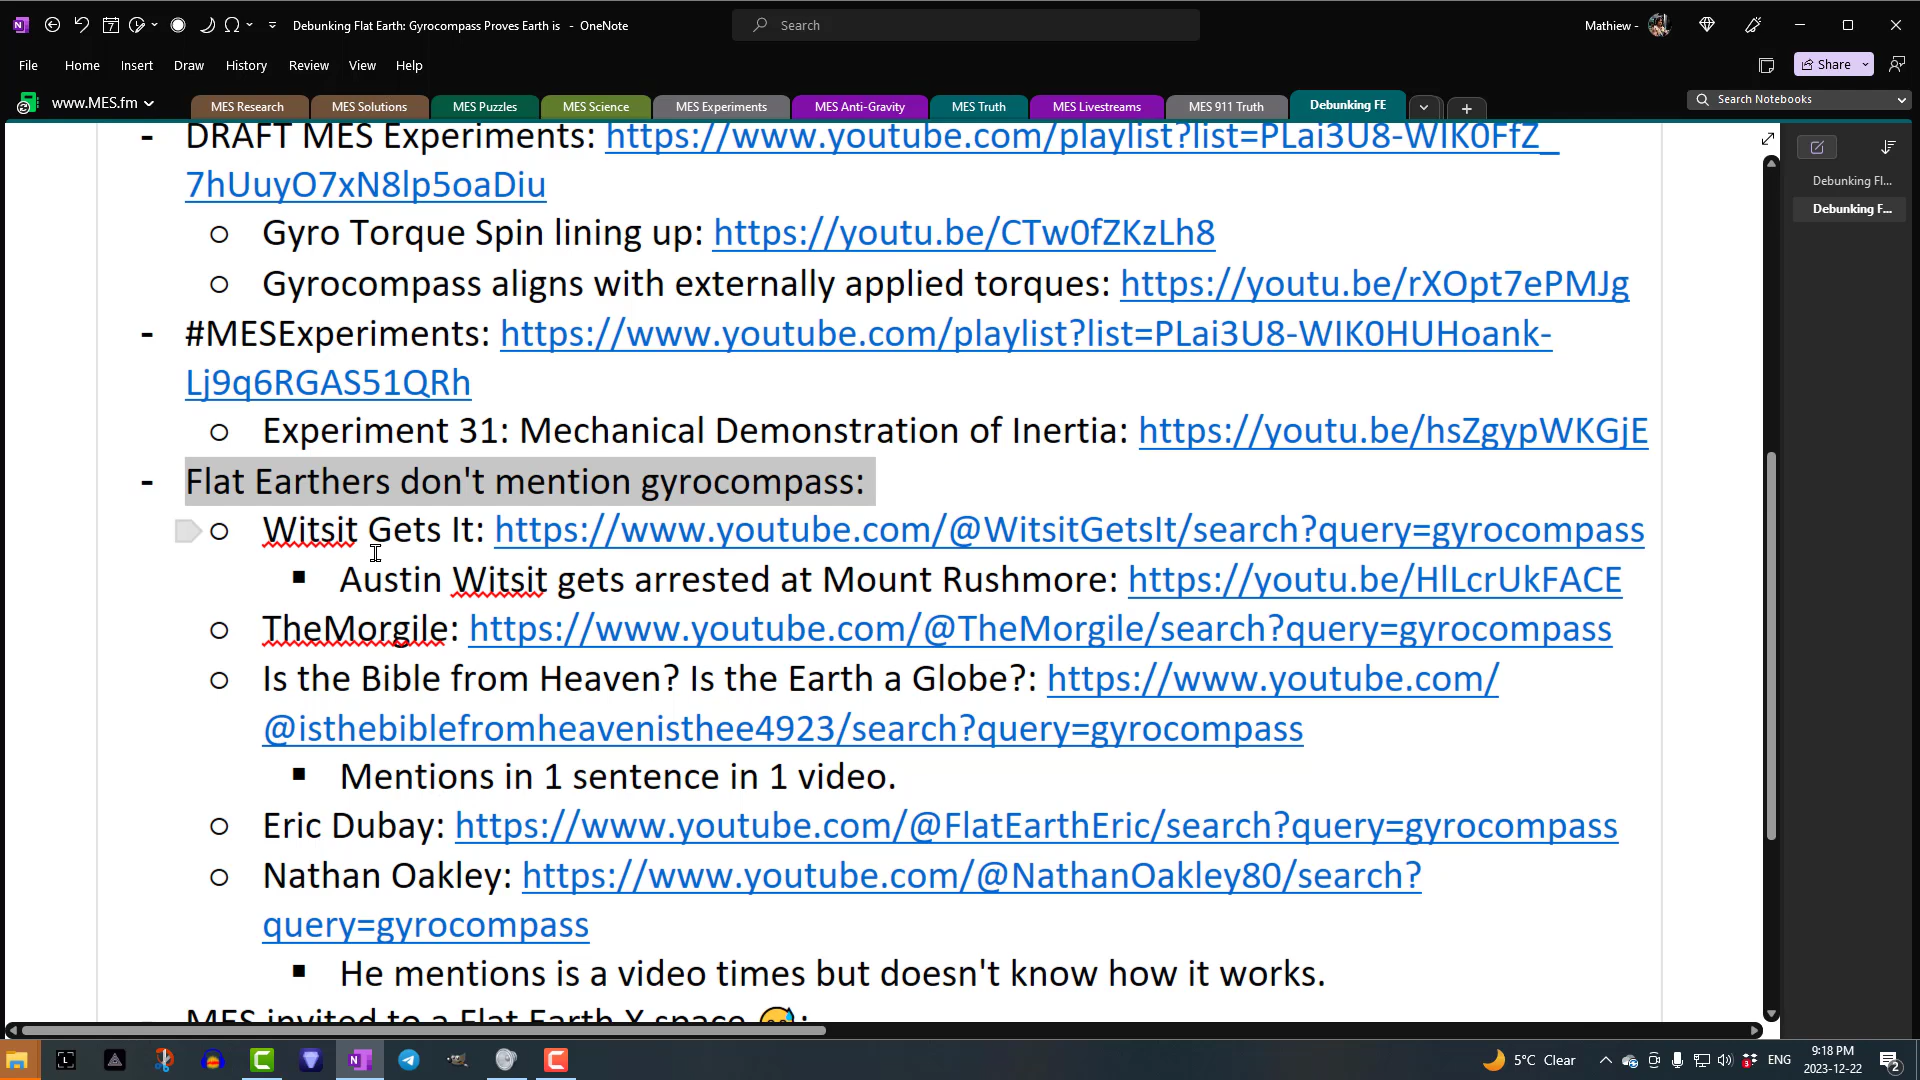 Debunking Flat Earth: Gyrocompass Proves Earth is - OneNote
Search
Mathiew -
File Home Insert Draw History Review View Help
Share
www.MES.fm
MES Research MES Solutions MES Puzzles MES Science MES Experiments MES Anti-Gravity MES Truth MES Livestreams MES 911 Truth Debunking FE
Search Notebooks
Debunking Fl...
Debunking F...
- DRAFT MES Experiments: https://www.youtube.com/playlist?list=PLai3U8-WIK0FfZ_
7hUuyO7xN8lp5oaDiu
Gyro Torque Spin lining up: https://youtu.be/CTw0fZKzLh8
Gyrocompass aligns with externally applied torques: https://youtu.be/rXOpt7ePMJg
- #MESExperiments: https://www.youtube.com/playlist?list=PLai3U8-WIK0HUHoank-
Lj9q6RGAS51QRh
Experiment 31: Mechanical Demonstration of Inertia: https://youtu.be/hsZgypWKGjE
- Flat Earthers don't mention gyrocompass:
Witsit Gets It: https://www.youtube.com/@WitsitGetsIt/search?query=gyrocompass
Austin Witsit gets arrested at Mount Rushmore: https://youtu.be/HlLcrUkFACE
TheMorgile: https://www.youtube.com/@TheMorgile/search?query=gyrocompass
Is the Bible from Heaven? Is the Earth a Globe?: https://www.youtube.com/
@isthebiblefromheavenisthee4923/search?query=gyrocompass
Mentions in 1 sentence in 1 video.
Eric Dubay: https://www.youtube.com/@FlatEarthEric/search?query=gyrocompass
Nathan Oakley: https://www.youtube.com/@NathanOakley80/search?
query=gyrocompass
He mentions is a video times but doesn't know how it works.
MES invited to a Flat Earth X space 😅:
5°C Clear
ENG
9:18 PM
2023-12-22
2